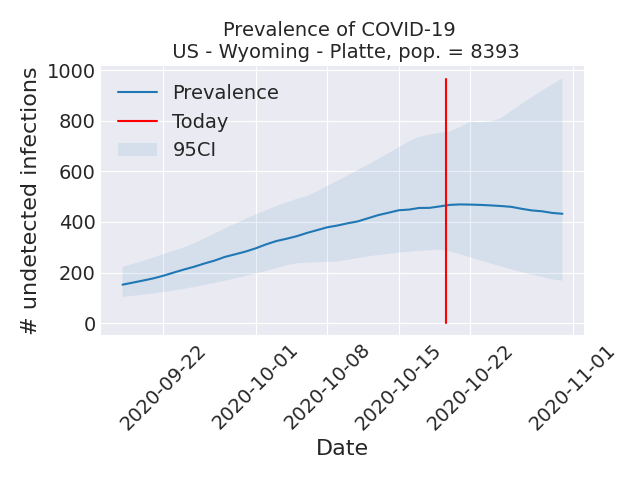 Prevalence of COVID-19
US - Wyoming - Platte, pop. = 8393
# undetected infections
1000
800
600
400
200
0
Prevalence
Today
95CI
2020-09-22
2020-10-01
2020-10-08
2020-10-15
2020-10-22
2020-11-01
Date